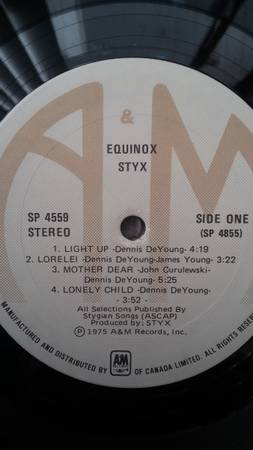 A&M
EQUINOX
STYX
SP 4559
STEREO
SIDE ONE
(SP 4855)
1. LIGHT UP -Dennis DeYoung- 4:19
2. LORELEI -Dennis DeYoung-James Young- 3:22
3. MOTHER DEAR -John Curulewski-
Dennis DeYoung- 5:25
4. LONELY CHILD -Dennis DeYoung-
- 3:52 -
All Selections Published By
Stygian Songs (ASCAP)
Produced by: STYX
Ⓟ 1975 A&M Records, Inc.
MANUFACTURED AND DISTRIBUTED BY A&M OF CANADA LIMITED. ALL RIGHTS RESER